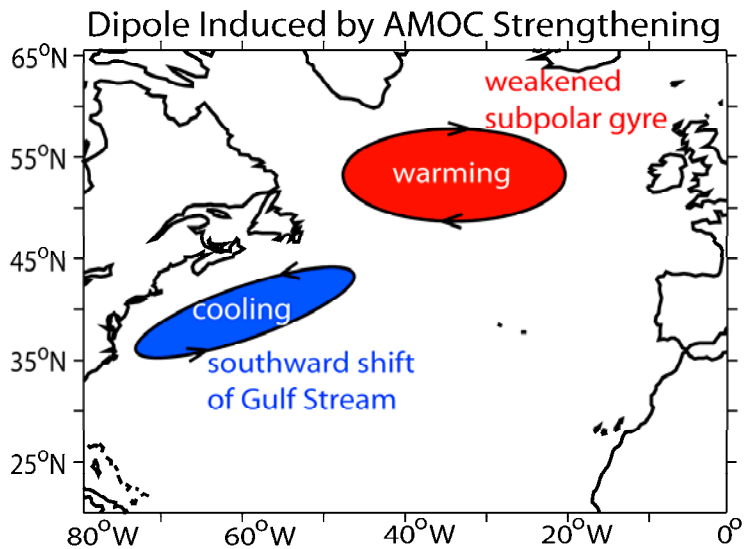 Dipole Induced by AMOC Strengthening
65°N
weakened
subpolar gyre
55°N
warming
45°N
cooling
35°N
southward shift
of Gulf Stream
25°N
80°W 60°W 40°W 20°W 0°